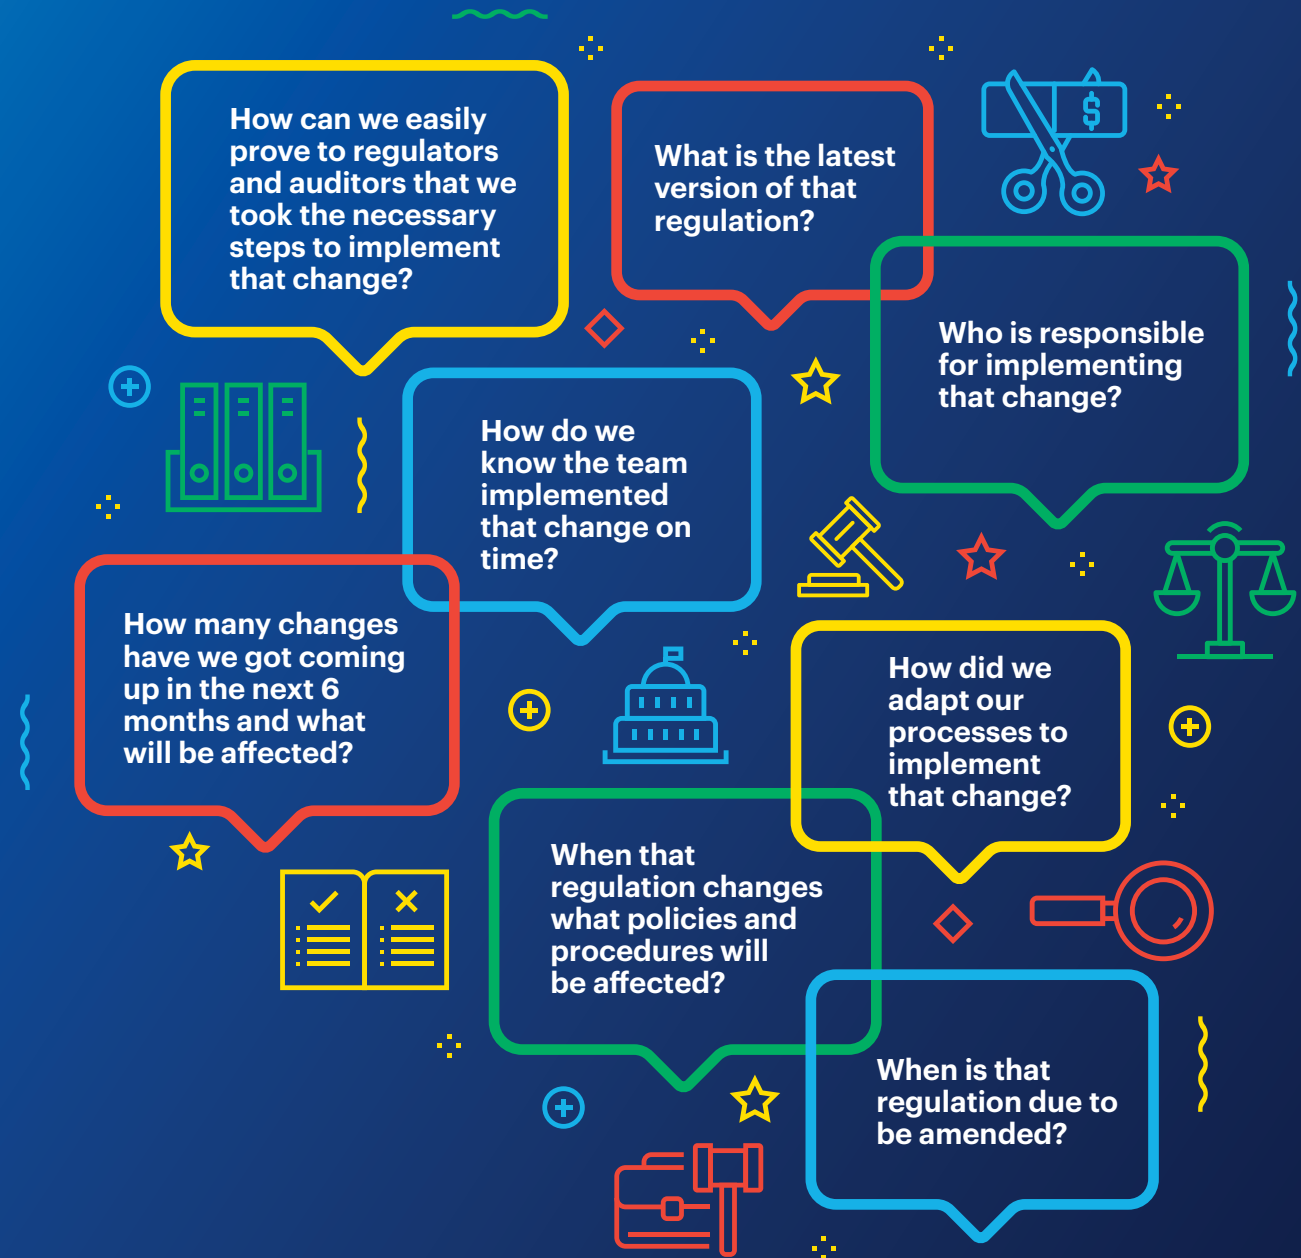 How can we easily
prove to regulators
and auditors that we
took the necessary
steps to implement
that change?
What is the latest
version of that
regulation?
$
Who is responsible
for implementing
that change?
How do we
know the team
implemented
that change on
time?
How many changes
have we got coming
up in the next 6
months and what
will be affected?
How did we
adapt our
processes to
implement
that change?
When that
regulation changes
what policies and
procedures will
be affected?
When is that
regulation due to
be amended?